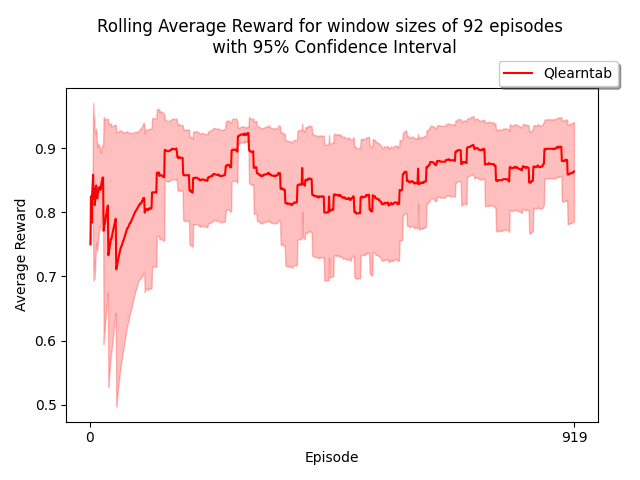 Rolling Average Reward for window sizes of 92 episodes
with 95% Confidence Interval
Qlearntab
Average Reward
0.9
0.8
0.7
0.6
0.5
0
919
Episode